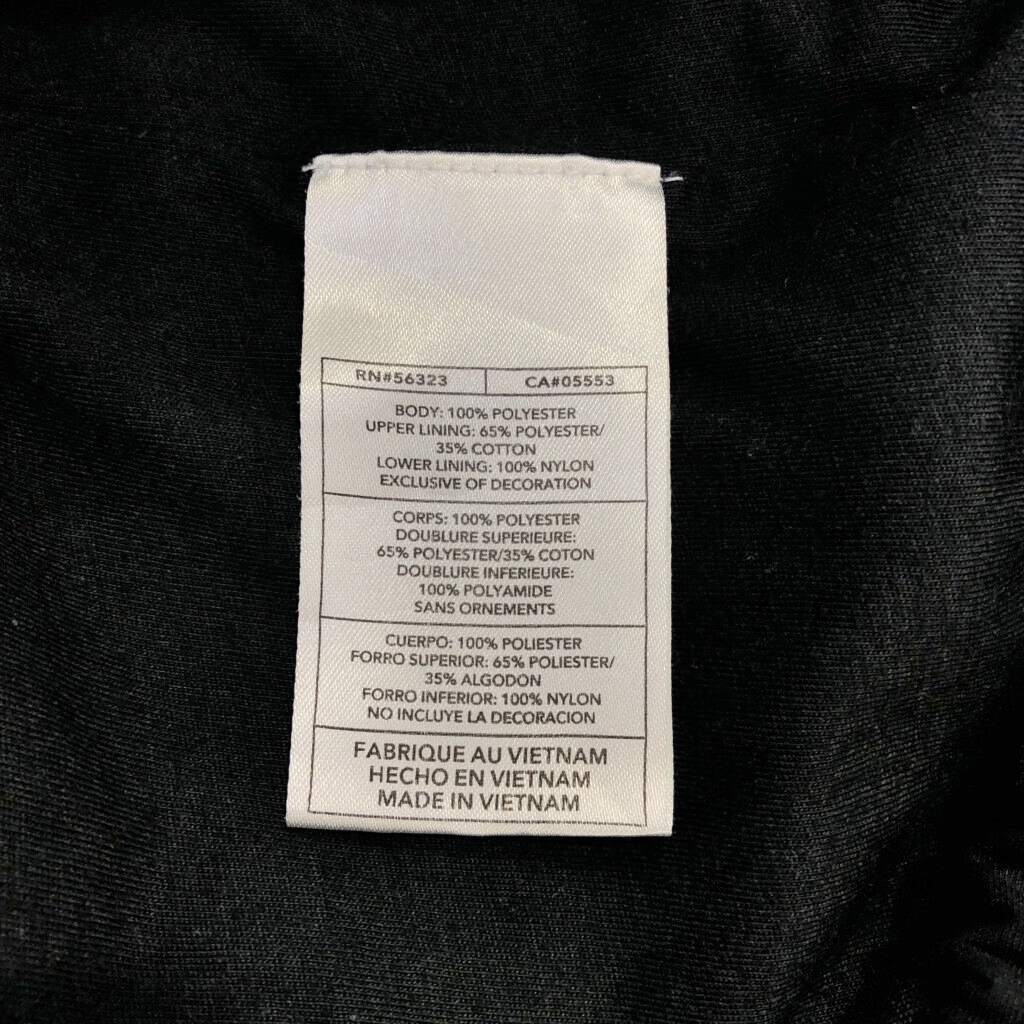 RN#56323 CA#05553
BODY: 100% POLYESTER
UPPER LINING: 65% POLYESTER/
35% COTTON
LOWER LINING: 100% NYLON
EXCLUSIVE OF DECORATION
CORPS: 100% POLYESTER
DOUBLURE SUPERIEURE:
65% POLYESTER/35% COTON
DOUBLURE INFERIEURE:
100% POLYAMIDE
SANS ORNEMENTS
CUERPO: 100% POLIESTER
FORRO SUPERIOR: 65% POLIESTER/
35% ALGODON
FORRO INFERIOR: 100% NYLON
NO INCLUYE LA DECORACION
FABRIQUE AU VIETNAM
HECHO EN VIETNAM
MADE IN VIETNAM